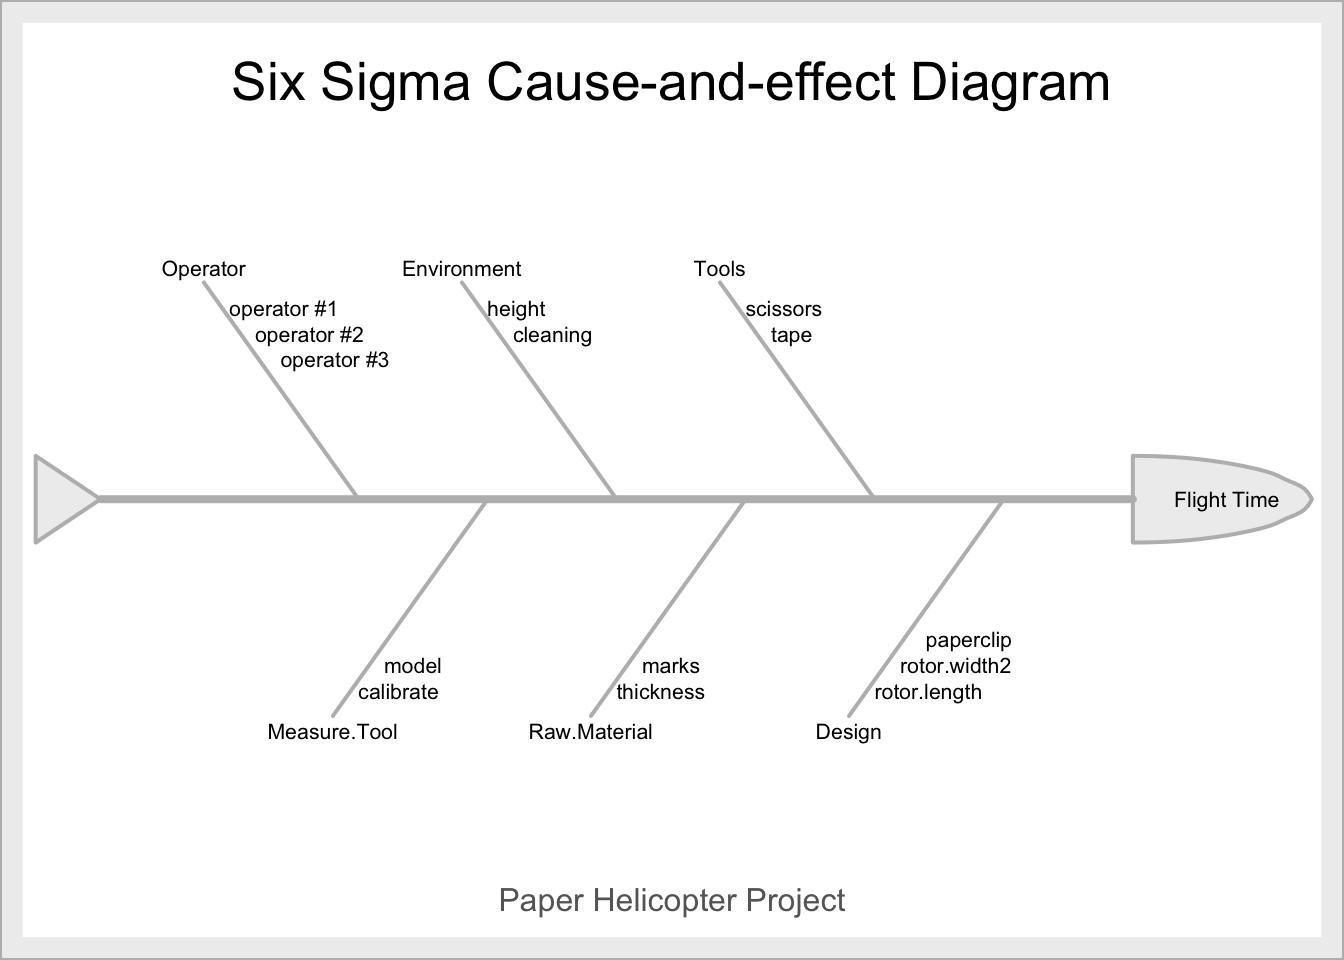 Six Sigma Cause-and-effect Diagram
Operator
operator #1
operator #2
operator #3
Environment
height
cleaning
Tools
scissors
tape
Flight Time
model
calibrate
Measure.Tool
marks
thickness
Raw.Material
paperclip
rotor.width2
rotor.length
Design
Paper Helicopter Project